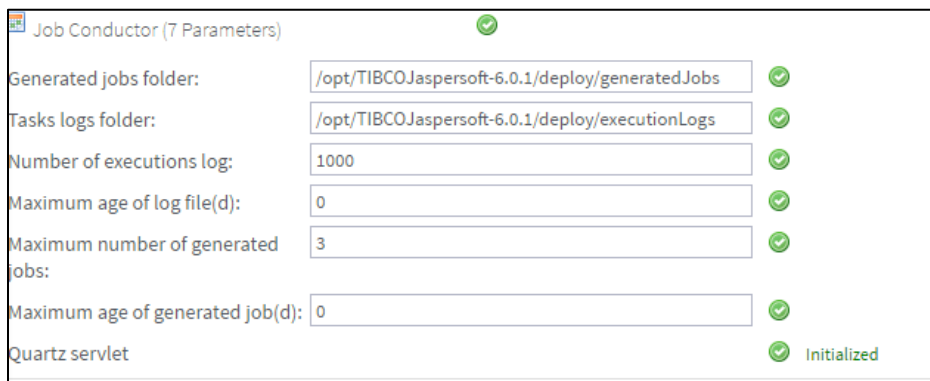 Job Conductor (7 Parameters)
Generated jobs folder: /opt/TIBCOJaspersoft-6.0.1/deploy/generatedJobs
Tasks logs folder: /opt/TIBCOJaspersoft-6.0.1/deploy/executionLogs
Number of executions log: 1000
Maximum age of log file(d): 0
Maximum number of generated 3
jobs:
Maximum age of generated job(d): 0
Quartz servlet Initialized